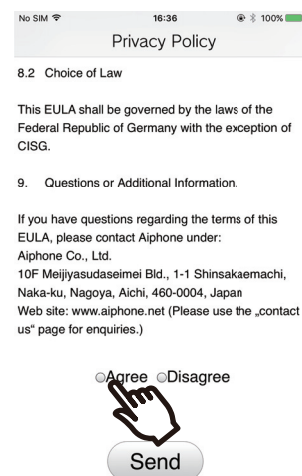 No SIM 16:36 100%
Privacy Policy
8.2 Choice of Law
This EULA shall be governed by the laws of the
Federal Republic of Germany with the exception of
CISG.
9. Questions or Additional Information.
If you have questions regarding the terms of this
EULA, please contact Aiphone under:
Aiphone Co., Ltd.
10F Meijiyasudaseimei Bld., 1-1 Shinsakaemachi,
Naka-ku, Nagoya, Aichi, 460-0004, Japan
Web site: www.aiphone.net (Please use the „contact
us“ page for enquiries.)
Agree Disagree
Send